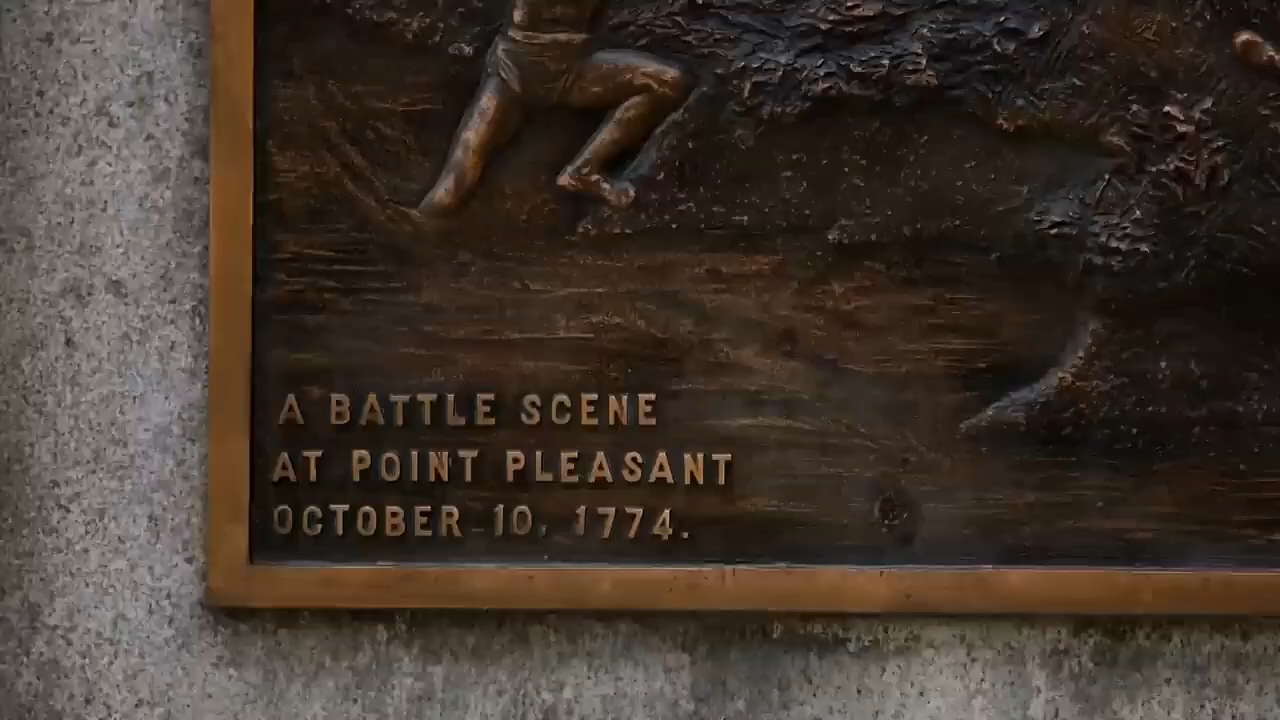 A BATTLE SCENE
AT POINT PLEASANT
OCTOBER 10, 1774.